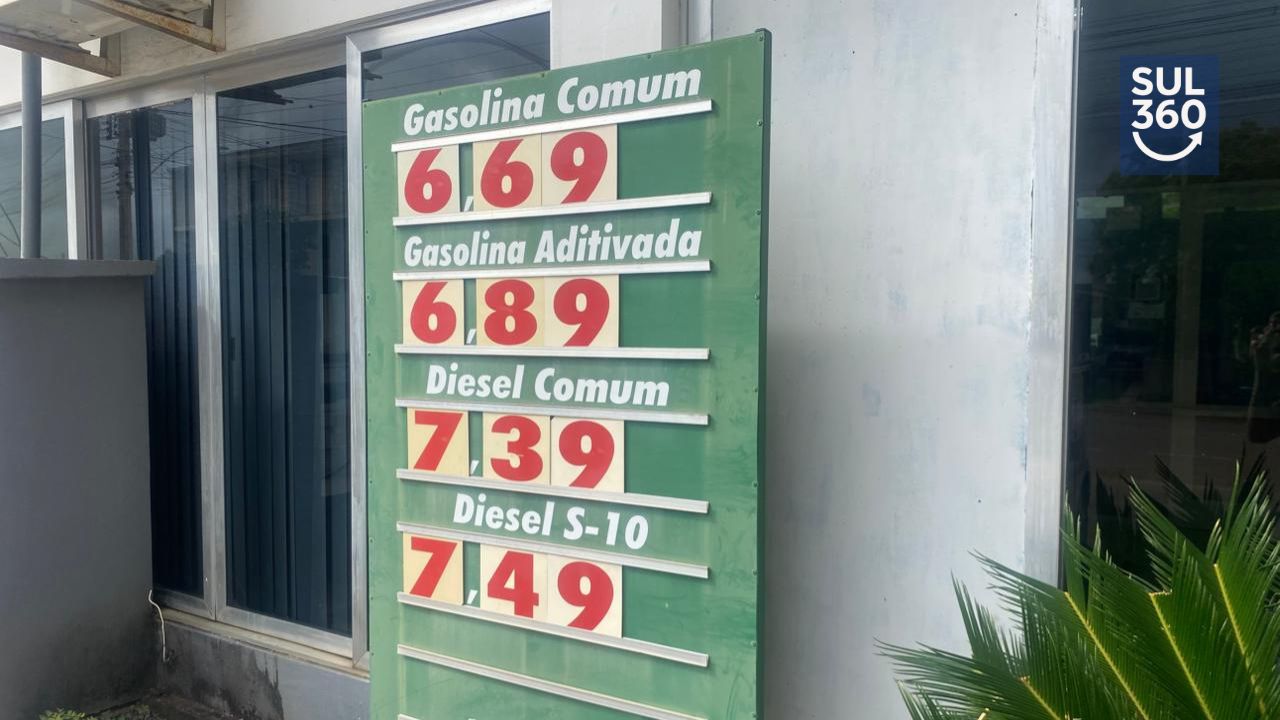 Gasolina Comum
6,69
Gasolina Aditivada
6,89
Diesel Comum
7,39
Diesel S-10
7,49
SUL
360